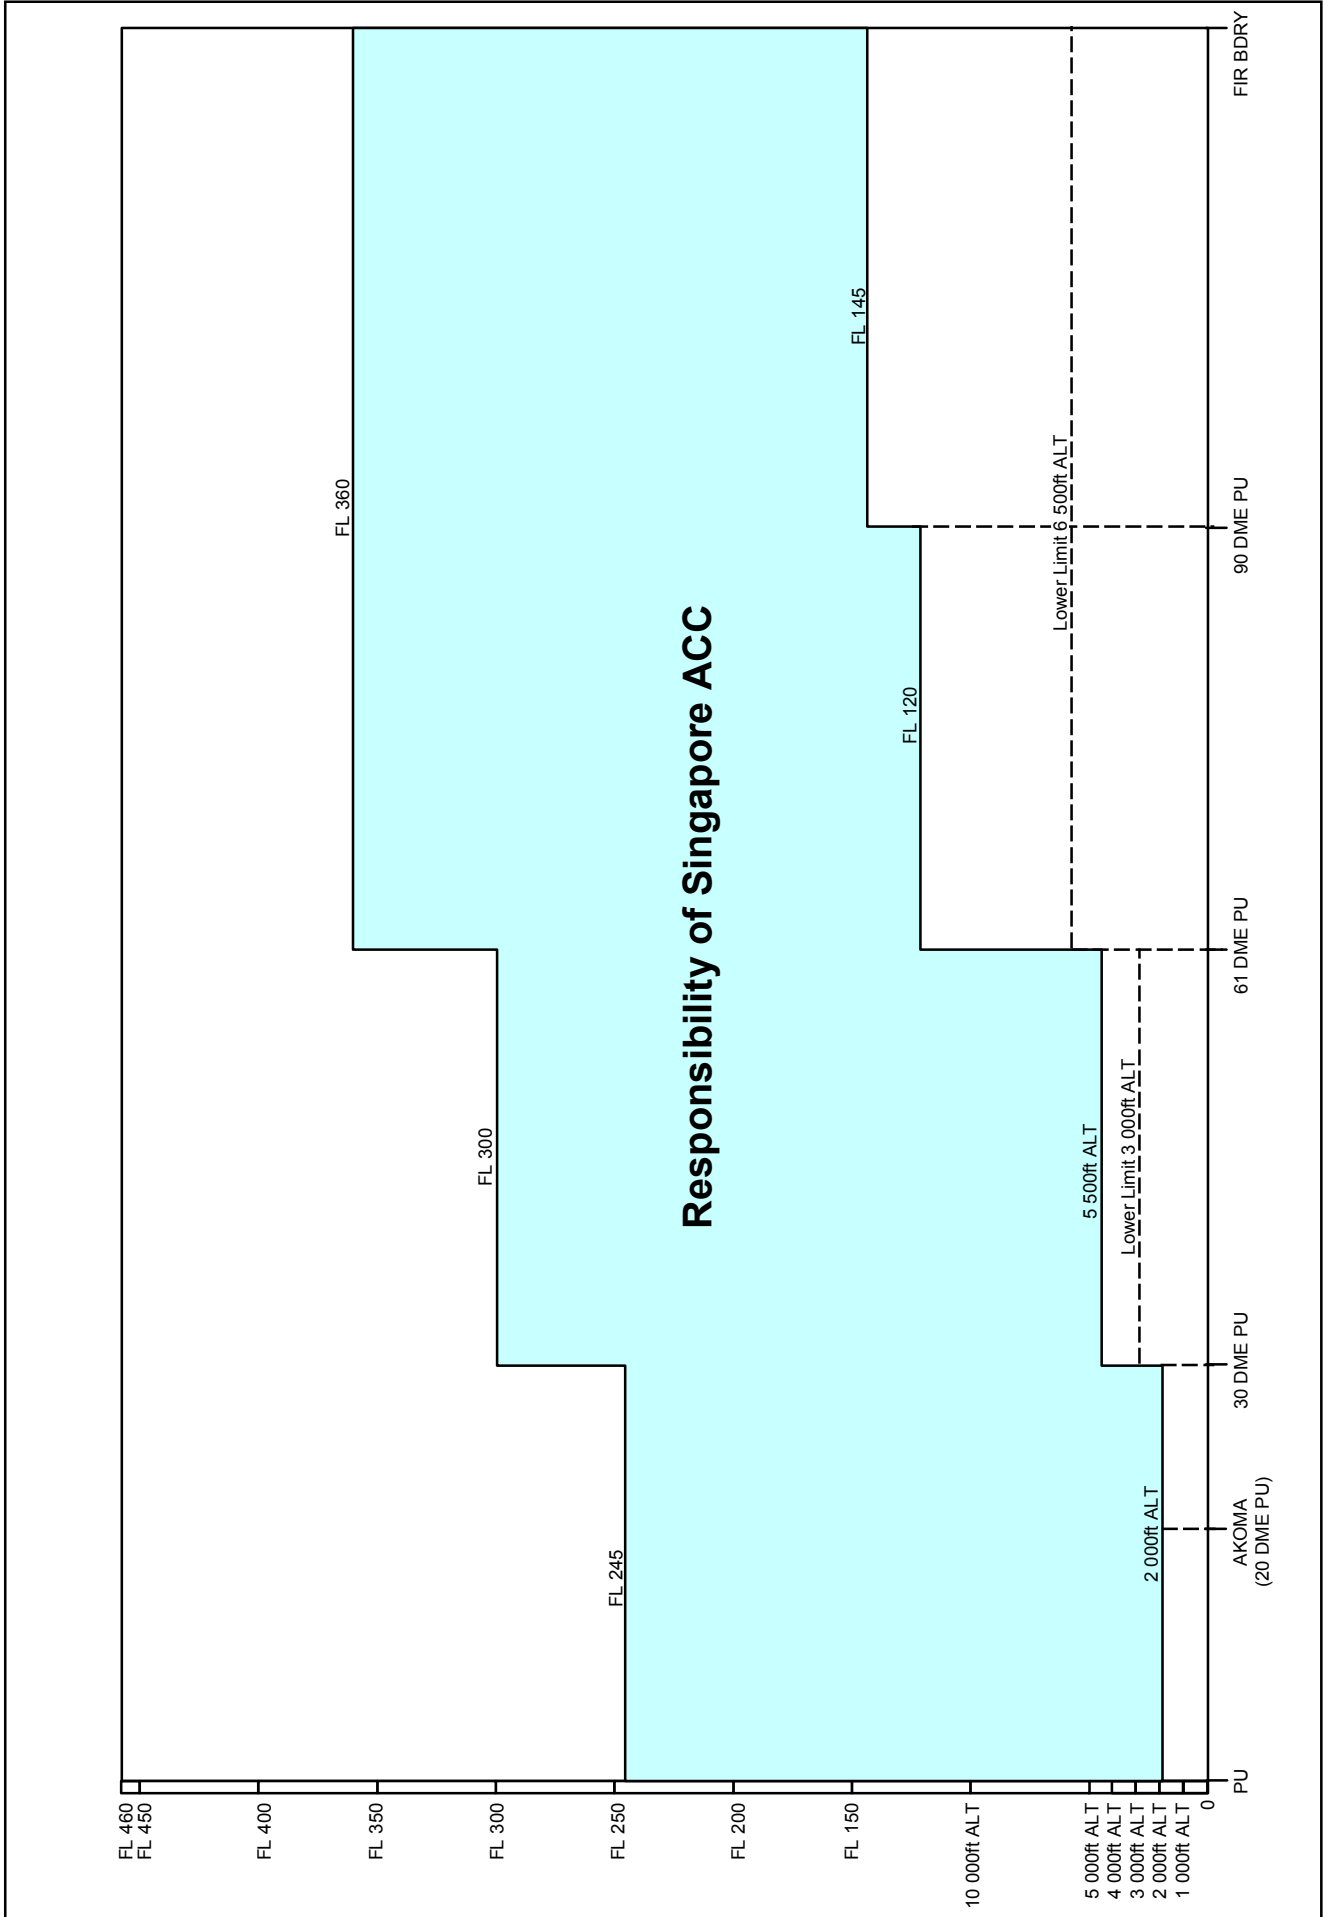 FL 460
FL 450
FL 400
FL 350
FL 300
FL 250
FL 200
FL 150
10 000ft ALT
5 000ft ALT
4 000ft ALT
3 000ft ALT
2 000ft ALT
1 000ft ALT
0
FL 360
FL 300
FL 245
Responsibility of Singapore ACC
FL 145
FL 120
Lower Limit 6 500ft ALT
5 500ft ALT
Lower Limit 3 000ft ALT
2 000ft ALT
PU
AKOMA
(20 DME PU)
30 DME PU
61 DME PU
90 DME PU
FIR BDRY